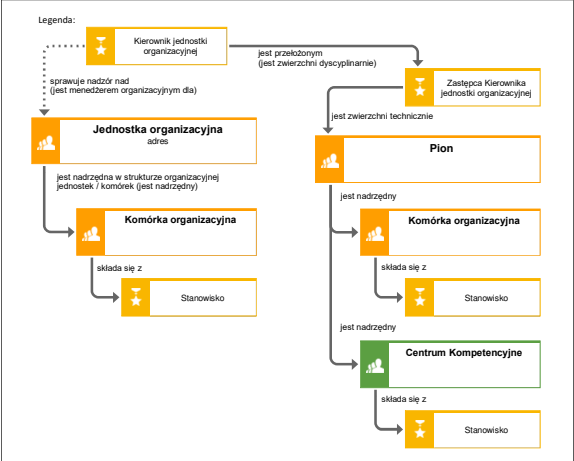 Legenda:
Kierownik jednostki
organizacyjnej
jest przełożonym
(jest zwierzchni dyscyplinarnie)
sprawuje nadzór nad
(jest menedżerem organizacyjnym dla)
Zastępca Kierownika
jednostki organizacyjnej
jest zwierzchni technicznie
Jednostka organizacyjna
adres
Pion
jest nadrzędna w strukturze organizacyjnej
jednostek / komórek (jest nadrzędny)
jest nadrzędny
Komórka organizacyjna
Komórka organizacyjna
składa się z
składa się z
Stanowisko
Stanowisko
jest nadrzędny
Centrum Kompetencyjne
składa się z
Stanowisko